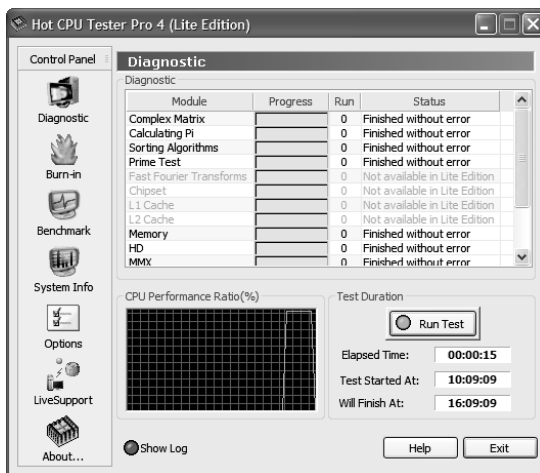 Hot CPU Tester Pro 4 (Lite Edition)
Control Panel
Diagnostic
Burn-in
Benchmark
System Info
Options
LiveSupport
About...
Diagnostic
Diagnostic
Module Progress Run Status
Complex Matrix 0 Finished without error
Calculating Pi 0 Finished without error
Sorting Algorithms 0 Finished without error
Prime Test 0 Finished without error
Fast Fourier Transforms 0 Not available in Lite Edition
Chipset 0 Not available in Lite Edition
L1 Cache 0 Not available in Lite Edition
L2 Cache 0 Not available in Lite Edition
Memory 0 Finished without error
HD 0 Finished without error
MMX 0 Finished without error
CPU Performance Ratio(%)
Test Duration
Run Test
Elapsed Time: 00:00:15
Test Started At: 10:09:09
Will Finish At: 16:09:09
Show Log
Help
Exit